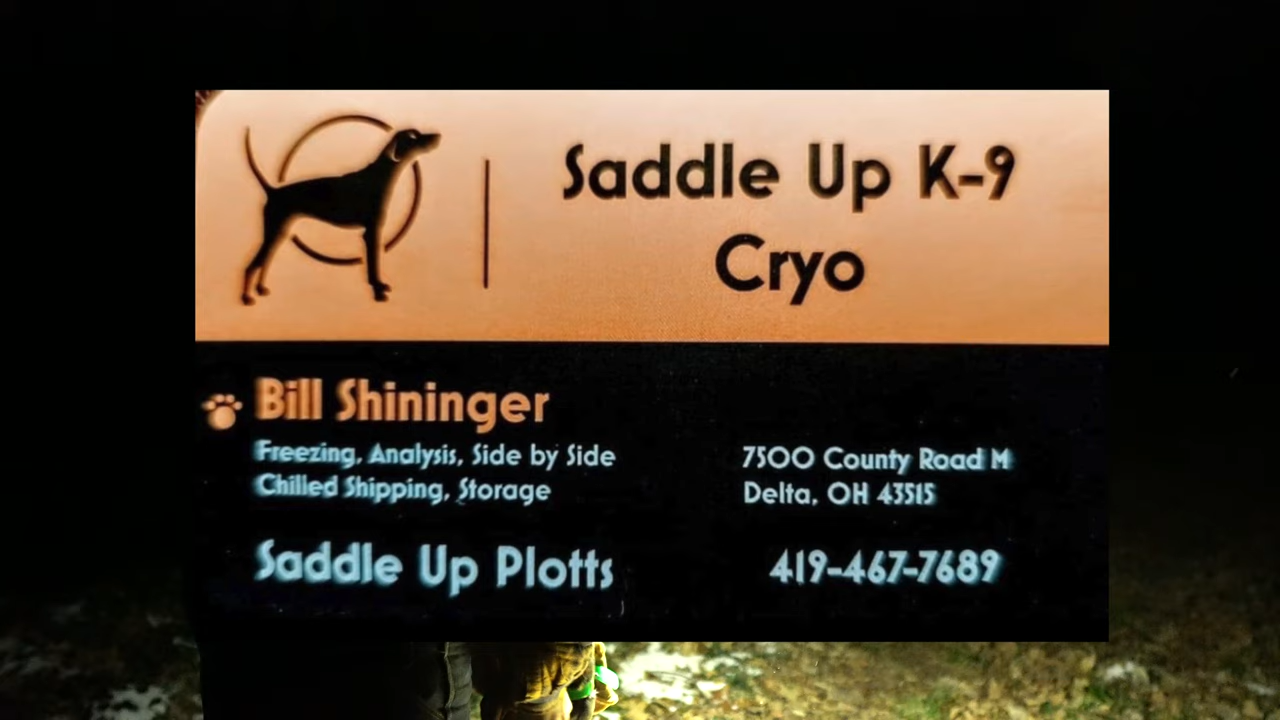 Saddle Up K-9
Cryo
Bill Shininger
Freezing, Analysis, Side by Side
Chilled Shipping, Storage
7500 County Road M
Delta, OH 43515
Saddle Up Plotts
419-467-7689